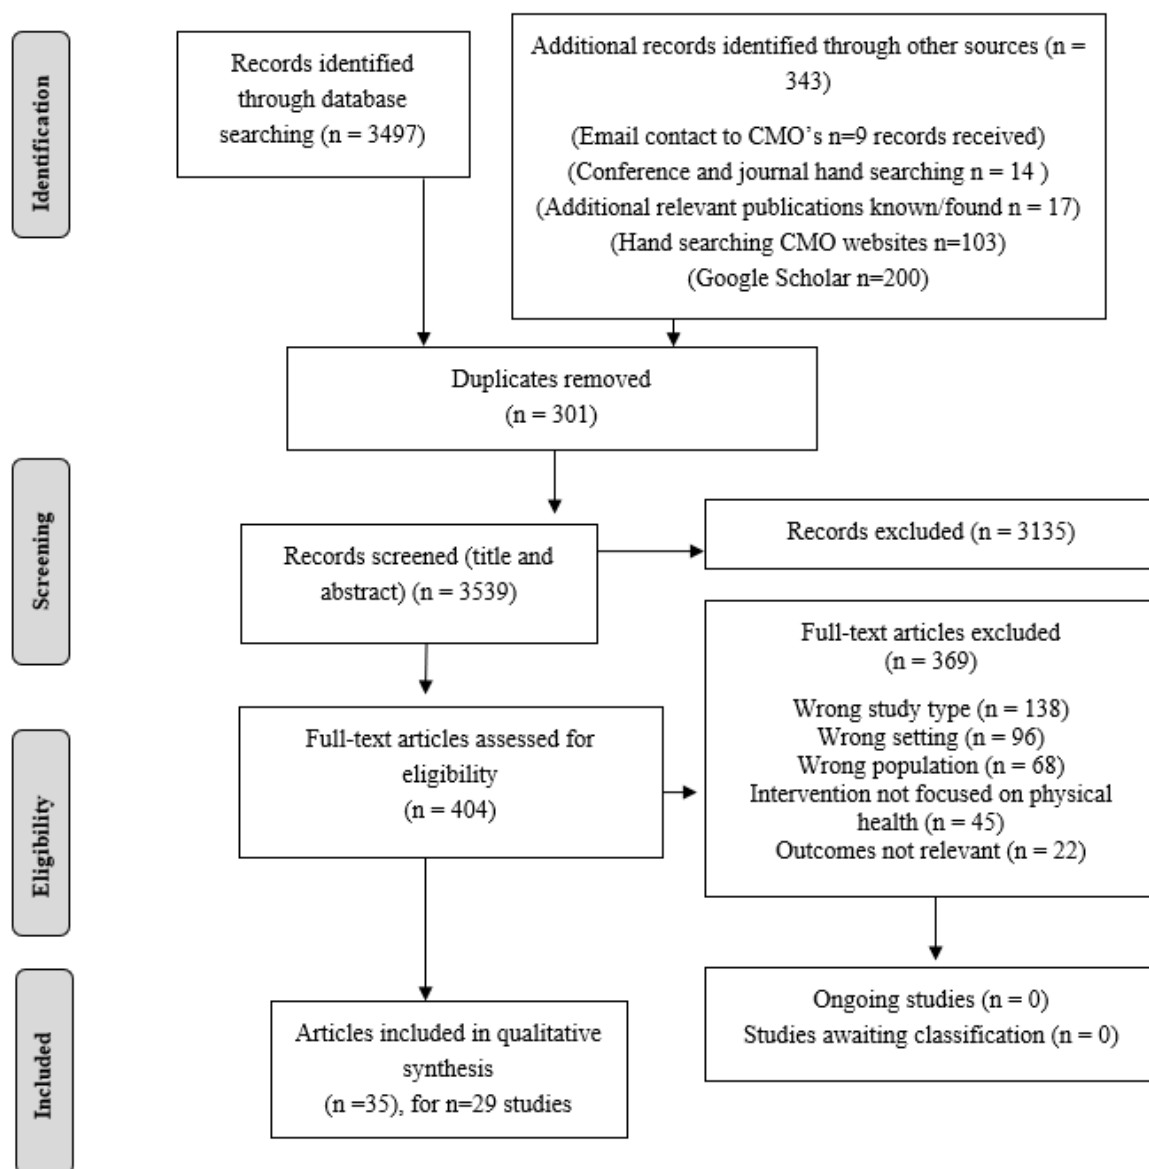 Identification
Records identified
through database
searching (n = 3497)
Additional records identified through other sources (n =
343)
(Email contact to CMO’s n=9 records received)
(Conference and journal hand searching n = 14 )
(Additional relevant publications known/found n = 17)
(Hand searching CMO websites n=103)
(Google Scholar n=200)
Duplicates removed
(n = 301)
Screening
Records screened (title and
abstract) (n = 3539)
Records excluded (n = 3135)
Eligibility
Full-text articles assessed for
eligibility
(n = 404)
Full-text articles excluded
(n = 369)
Wrong study type (n = 138)
Wrong setting (n = 96)
Wrong population (n = 68)
Intervention not focused on physical
health (n = 45)
Outcomes not relevant (n = 22)
Included
Articles included in qualitative
synthesis
(n =35), for n=29 studies
Ongoing studies (n = 0)
Studies awaiting classification (n = 0)